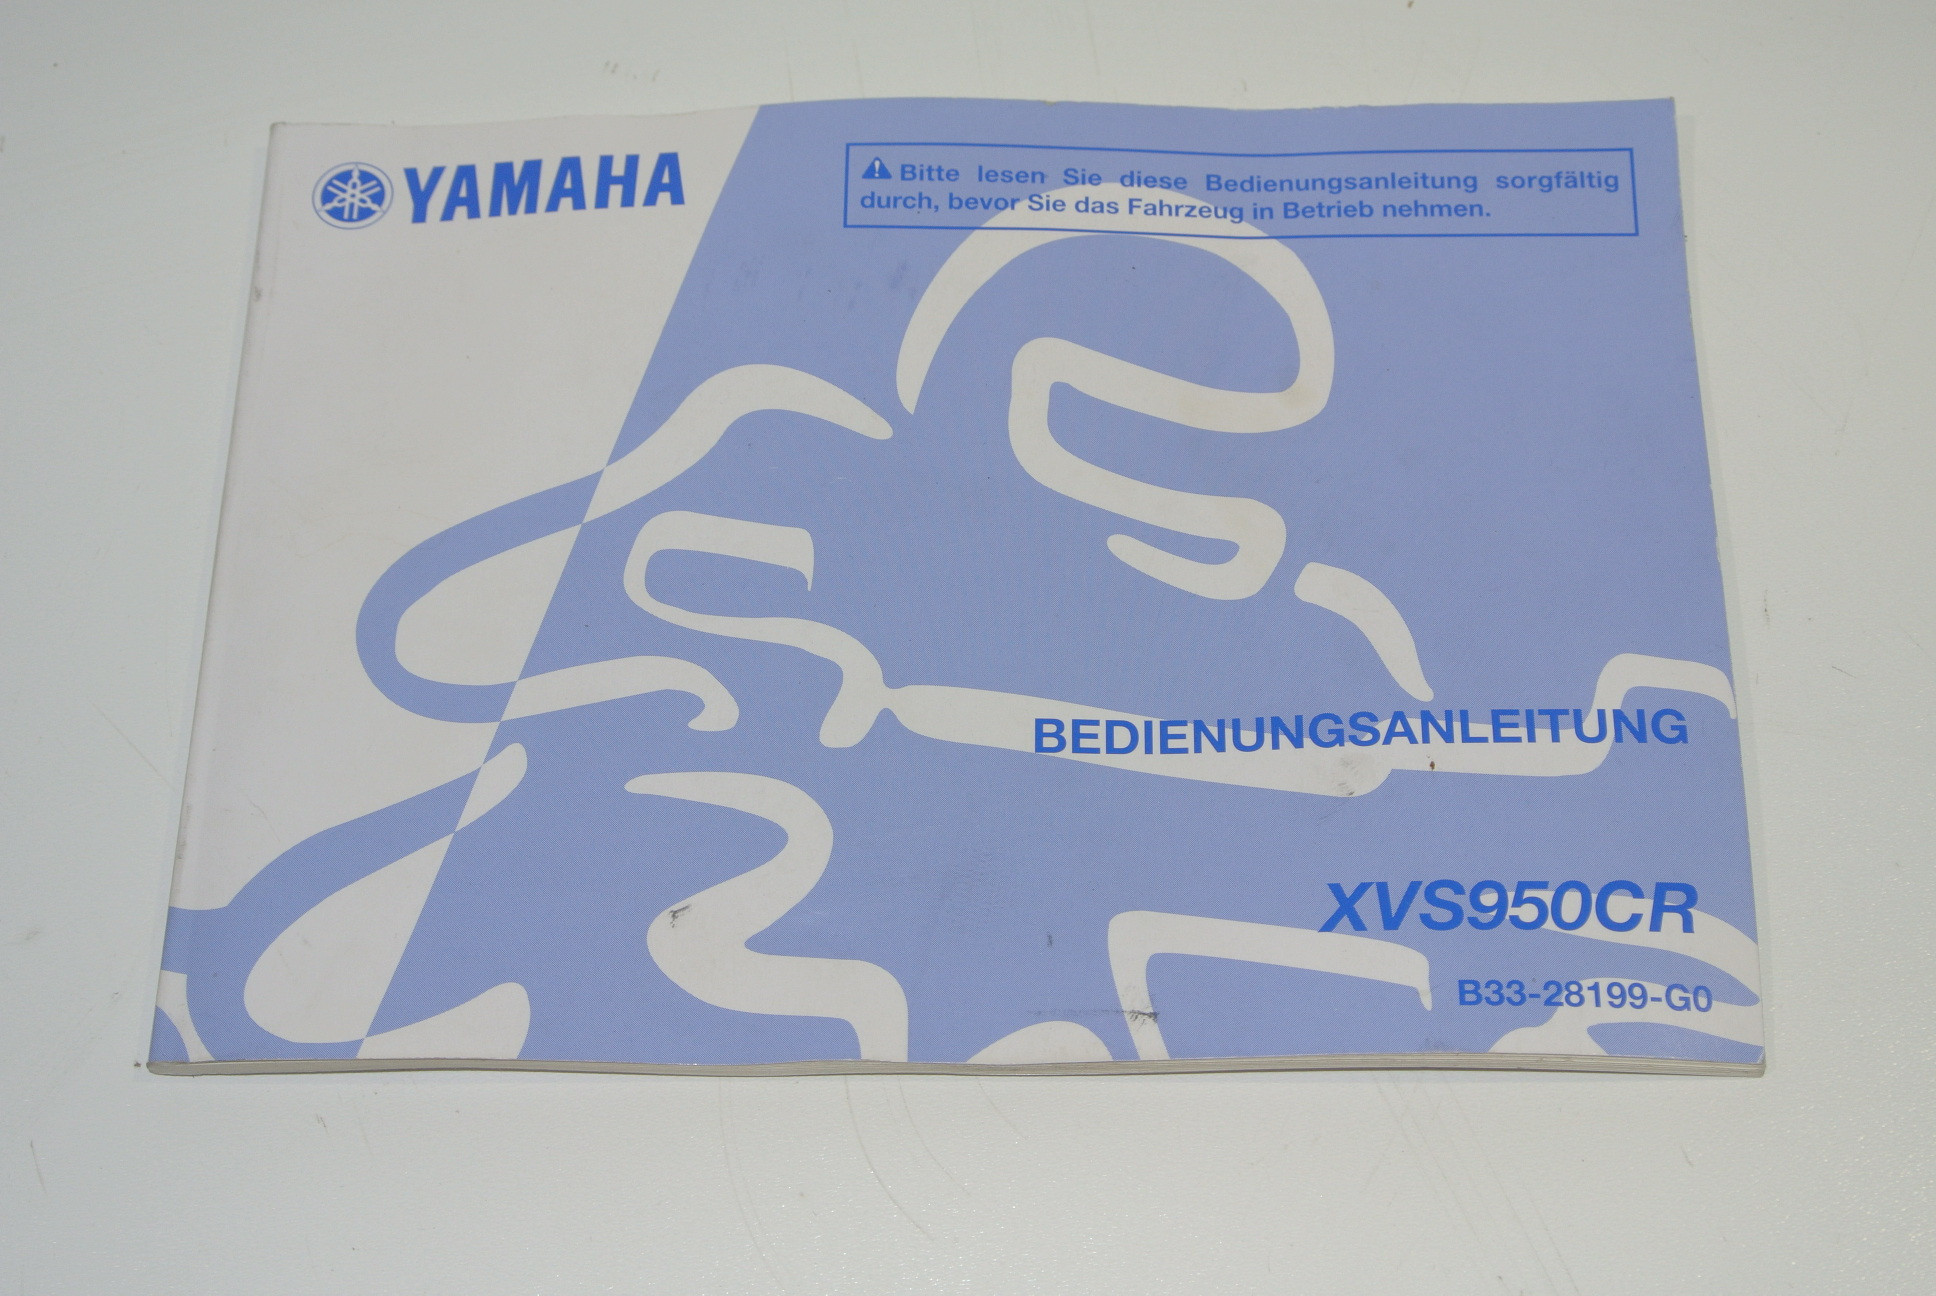 YAMAHA
Bitte lesen Sie diese Bedienungsanleitung sorgfältig
durch, bevor Sie das Fahrzeug in Betrieb nehmen.
BEDIENUNGSANLEITUNG
XVS950CR
B33-28199-G0